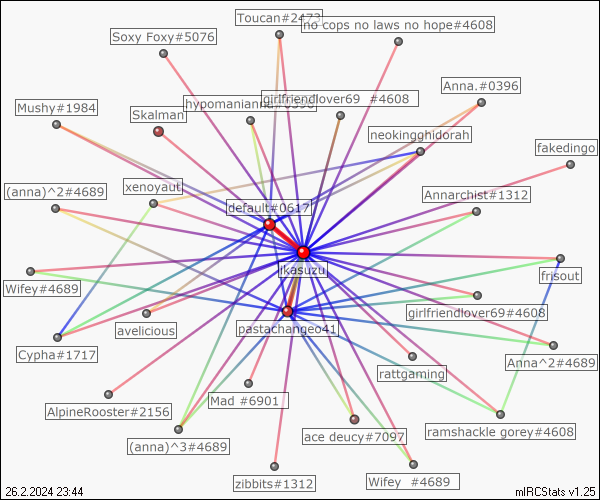 Toucan#2473
no cops no laws no hope#4608
Soxy Foxy#5076
Anna.#0396
girlfriendlover69 #4608
Mushy#1984
Skalman
neokingghidorah
fakedingo
(anna)^2#4689
xenoyaut
Annarchist#1312
default#0617
ikasuzu
frisout
Wifey#4689
girlfriendlover69#4608
avelicious
pastachangeo41
Cypha#1717
Anna^2#4689
rattgaming
Mad #6901
AlpineRooster#2156
ace deucy#7097
ramshackle gorey#4608
(anna)^3#4689
zibbits#1312
Wifey #4689
26.2.2024 23:44
mIRCStats v1.25